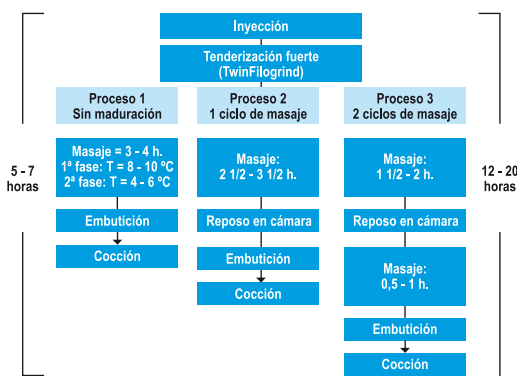 Inyección
Tenderización fuerte
(TwinFilogrind)
Proceso 1
Sin maduración
Proceso 2
1 ciclo de masaje
Proceso 3
2 ciclos de masaje
5 - 7
horas
12 - 20
horas
Masaje = 3 - 4 h.
1ª fase: T = 8 - 10 ºC
2ª fase: T = 4 - 6 ºC
Embutición
Cocción
Masaje:
2 1/2 - 3 1/2 h.
Reposo en cámara
Embutición
Cocción
Masaje:
1 1/2 - 2 h.
Reposo en cámara
Masaje:
0,5 - 1 h.
Embutición
Cocción